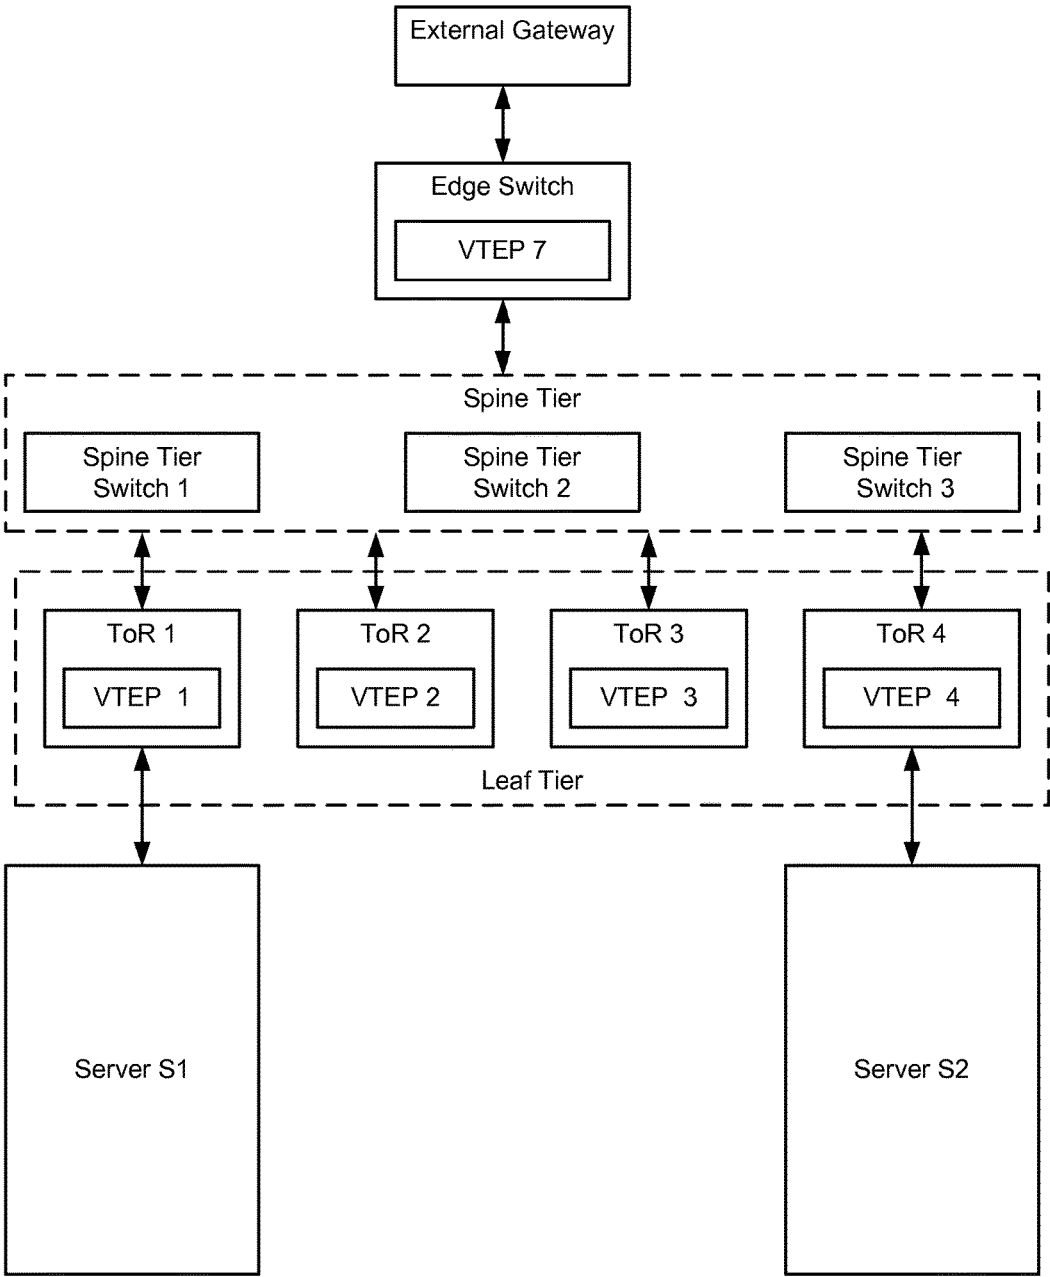 External Gateway
Edge Switch
VTEP 7
Spine Tier
Spine Tier
Switch 1
Spine Tier
Switch 2
Spine Tier
Switch 3
ToR 1
VTEP 1
ToR 2
VTEP 2
ToR 3
VTEP 3
ToR 4
VTEP 4
Leaf Tier
Server S1
Server S2